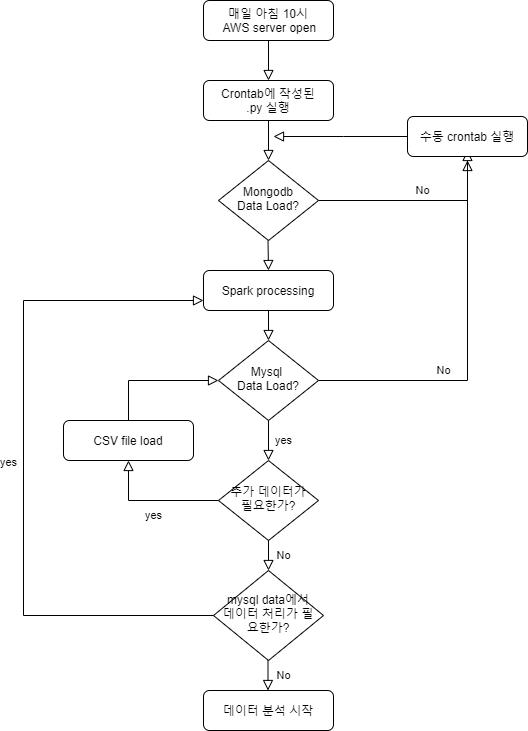 매일 아침 10시
AWS server open
Crontab에 작성된
.py 실행
수동 crontab 실행
Mongodb
Data Load?
No
Spark processing
Mysql
Data Load?
No
CSV file load
yes
yes
추가 데이터가
필요한가?
yes
No
mysql data에서
데이터 처리가 필
요한가?
No
데이터 분석 시작